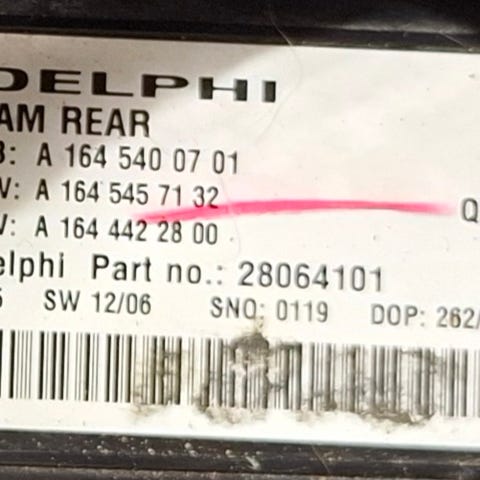 DELPHI
AM REAR
B: A 164 540 07 01
V: A 164 545 71 32
Q
V: A 164 442 28 00
elphi Part no.: 28064101
SW 12/06 SNO: 0119 DOP: 262/